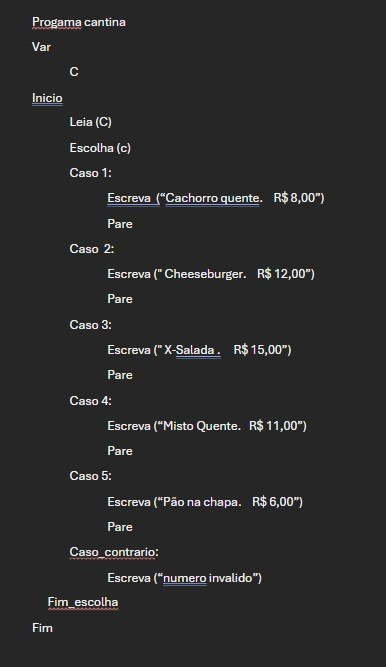 Progama cantina
Var
C
Inicio
Leia (C)
Escolha (c)
Caso 1:
Escreva (“Cachorro quente. R$ 8,00”)
Pare
Caso 2:
Escreva (" Cheeseburger. R$ 12,00”)
Pare
Caso 3:
Escreva (" X-Salada . R$ 15,00”)
Pare
Caso 4:
Escreva (“Misto Quente. R$ 11,00”)
Pare
Caso 5:
Escreva (“Pão na chapa. R$ 6,00”)
Pare
Caso_contrario:
Escreva (“numero invalido”)
Fim_escolha
Fim